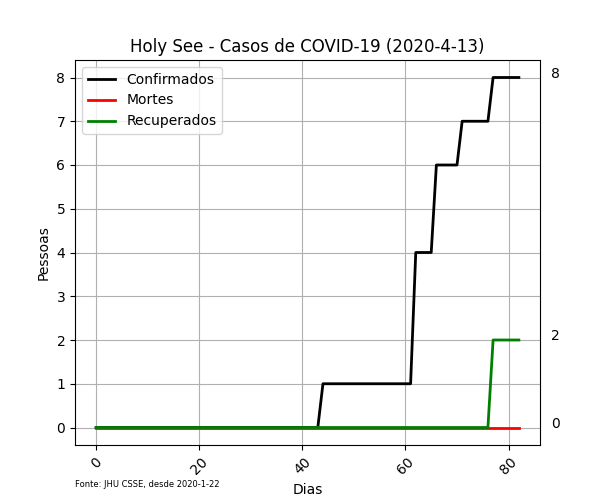 Holy See - Casos de COVID-19 (2020-4-13)
Confirmados
Mortes
Recuperados
Pessoas
8
7
6
5
4
3
2
1
0
8
2
0
0
20
40
60
80
Dias
Fonte: JHU CSSE, desde 2020-1-22